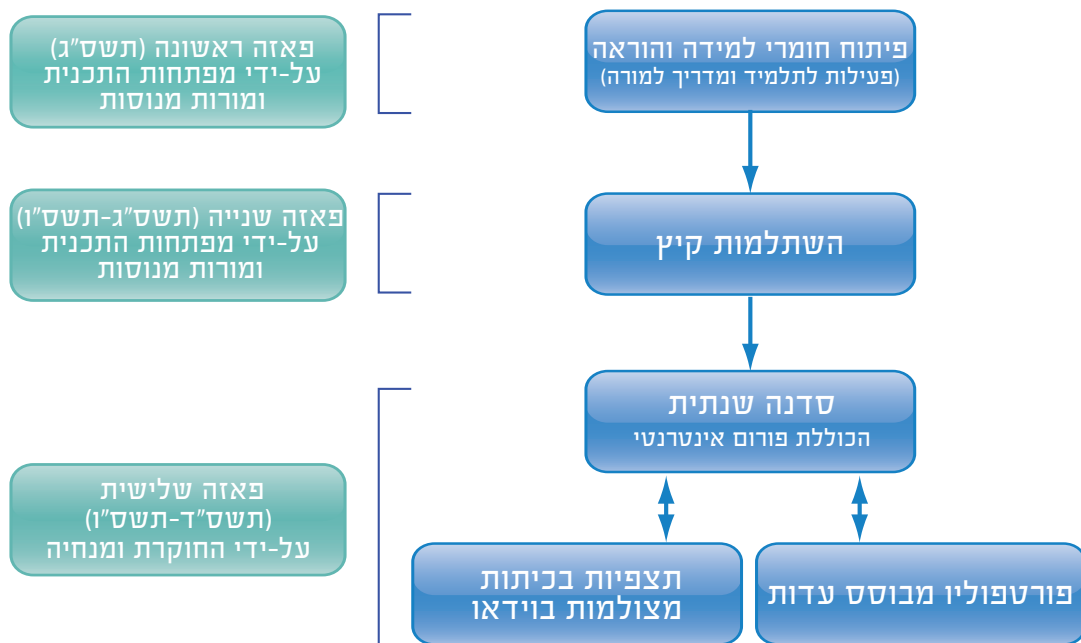 פיתוח חומרי למידה והוראה
(פעילות לתלמיד ומדריך למורה)
פאזה ראשונה (תשס"ג)
על-ידי מפתחות התכנית
ומורות מנוסות
השתלמות קיץ
פאזה שנייה (תשס"ג-תשס"ו)
על-ידי מפתחות התכנית
ומורות מנוסות
סדנה שנתית
הכוללת פורום אינטרנטי
פאזה שלישית
(תשס"ד-תשס"ו)
על-ידי החוקרת ומנחיה
פורטפוליו מבוסס עדות
תצפיות בכיתות
מצולמות בוידאו